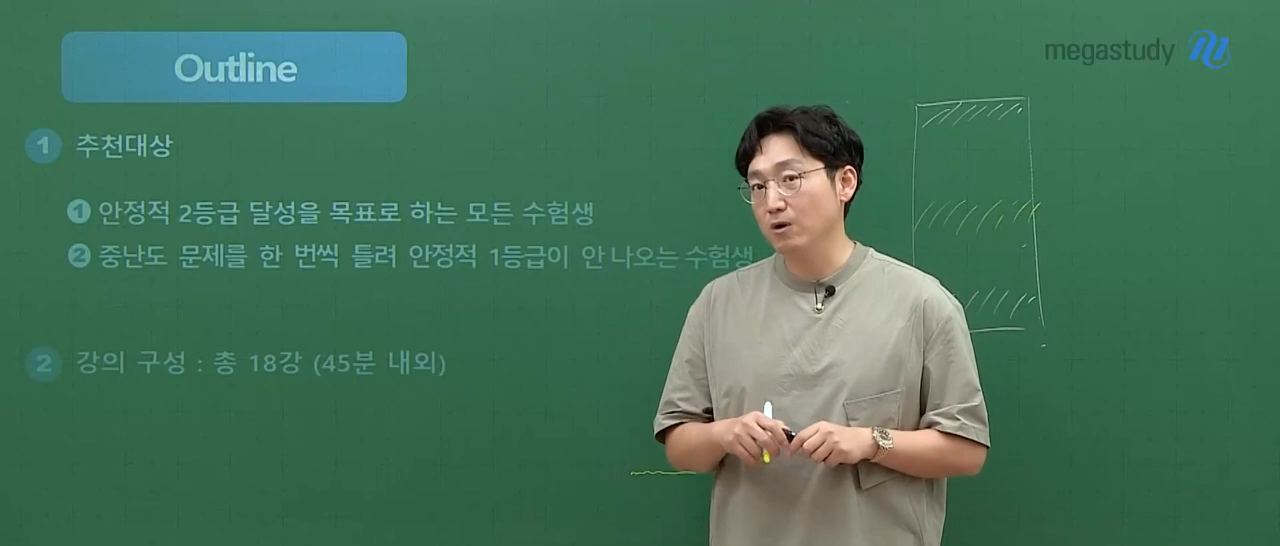 Outline
megastudy
1 추천대상
1 안정적 2등급 달성을 목표로 하는 모든 수험생
2 중난도 문제를 한 번씩 틀려 안정적 1등급이 안 나오는 수험생
2 강의 구성 : 총 18강 (45분 내외)